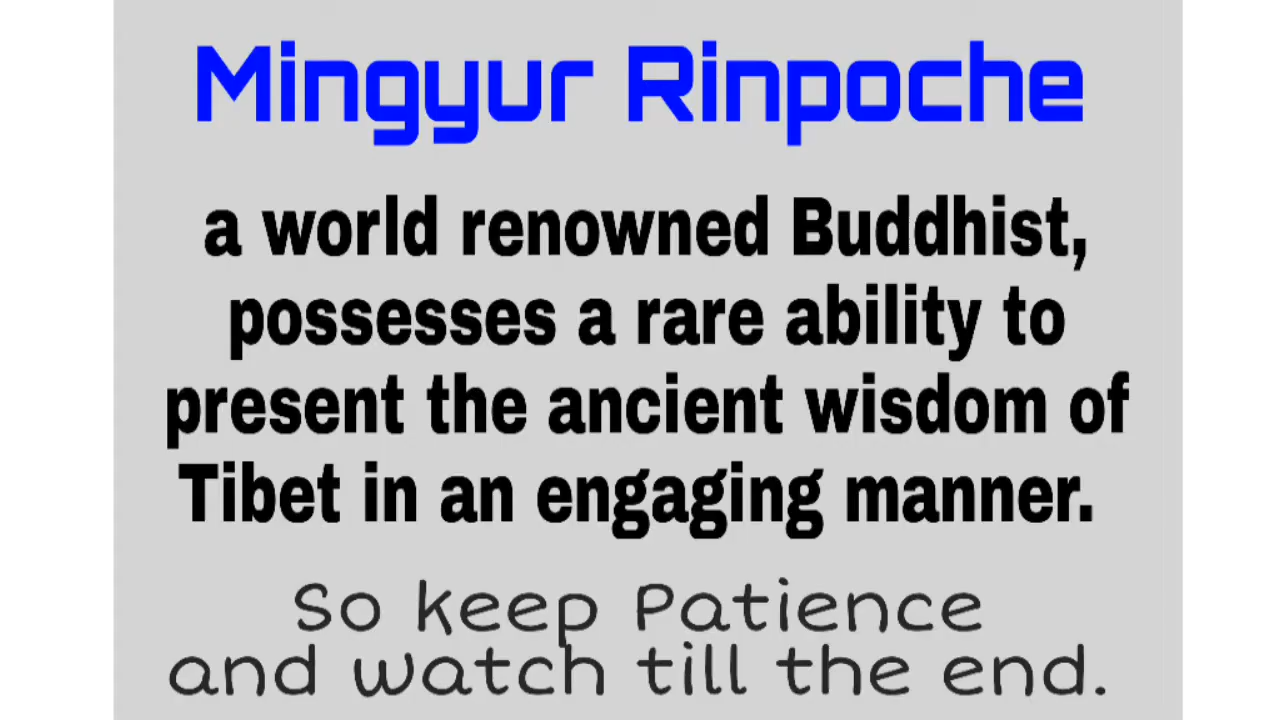 Mingyur Rinpoche
a world renowned Buddhist,
possesses a rare ability to
present the ancient wisdom of
Tibet in an engaging manner.
So keep Patience
and watch till the end.